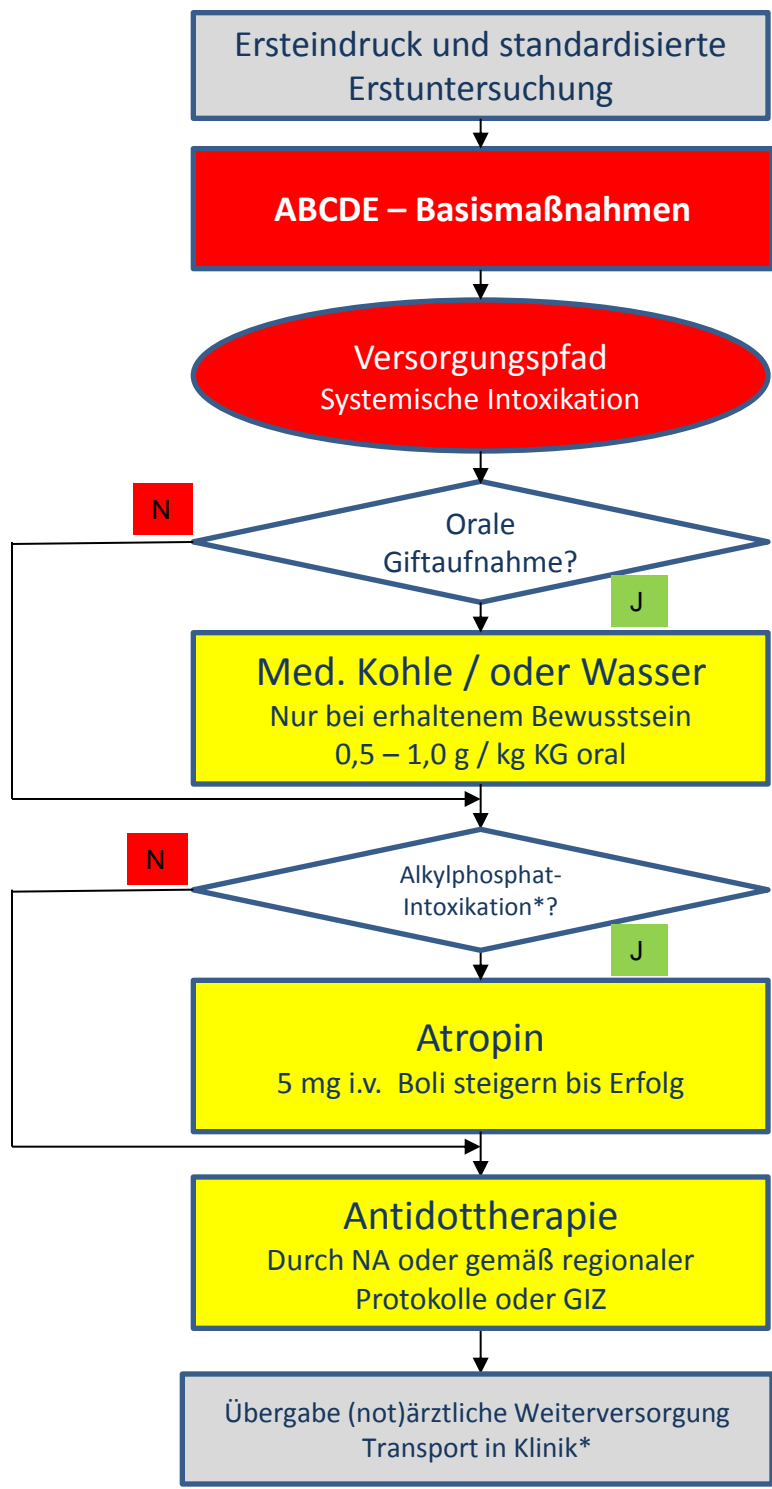 Ersteindruck und standardisierte
Erstuntersuchung
ABCDE – Basismaßnahmen
Versorgungspfad
Systemische Intoxikation
N
Orale
Giftaufnahme?
J
Med. Kohle / oder Wasser
Nur bei erhaltenem Bewusstsein
0,5 – 1,0 g / kg KG oral
N
Alkylphosphat-
Intoxikation*?
J
Atropin
5 mg i.v. Boli steigern bis Erfolg
Antidottherapie
Durch NA oder gemäß regionaler
Protokolle oder GIZ
Übergabe (not)ärztliche Weiterversorgung
Transport in Klinik*